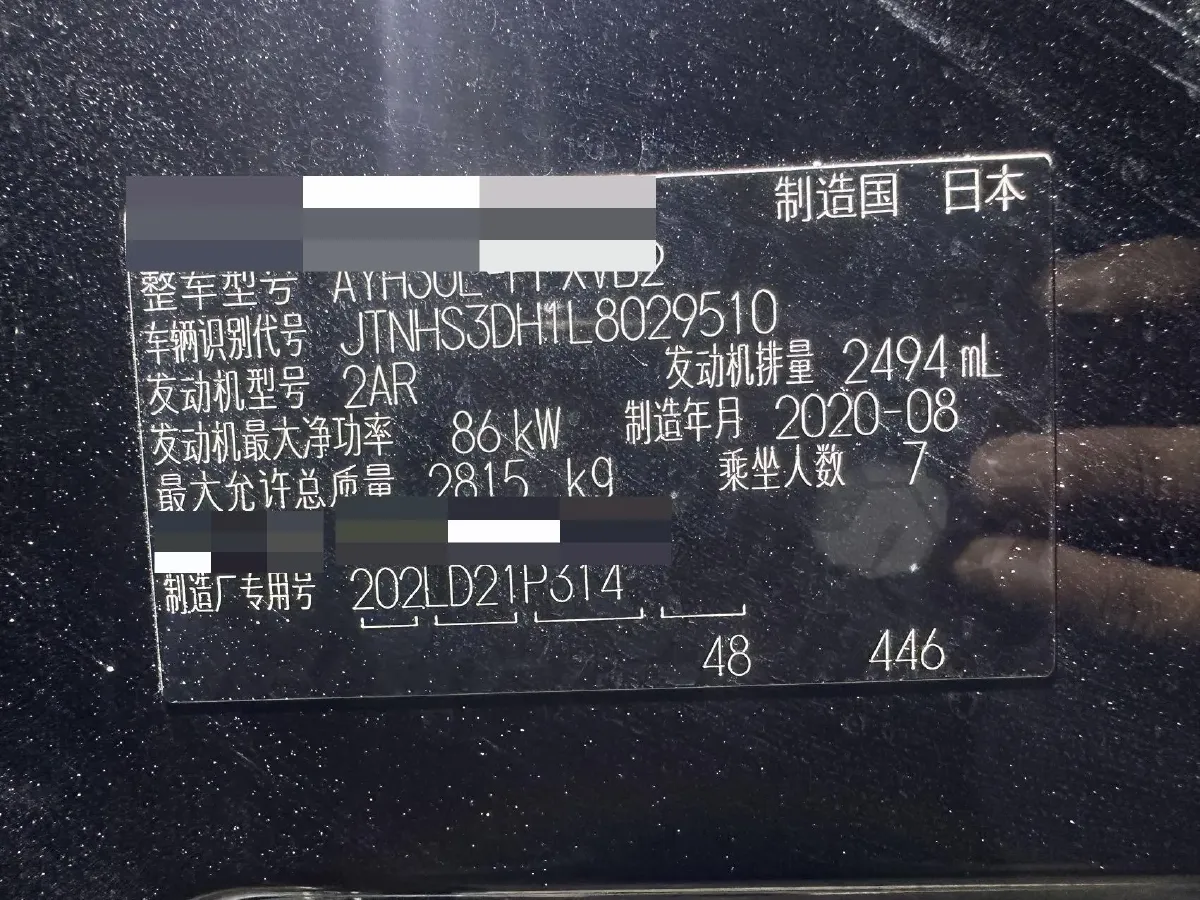 制造国 日本
整车型号
车辆识别代号 JTNHS3DH1L8029510
发动机型号 2AR 发动机排量 2494 mL
发动机最大净功率 86 kW 制造年月 2020-08
最大允许总质量 2815 kg 乘坐人数 7
制造厂专用号 202LD21P314
48 446